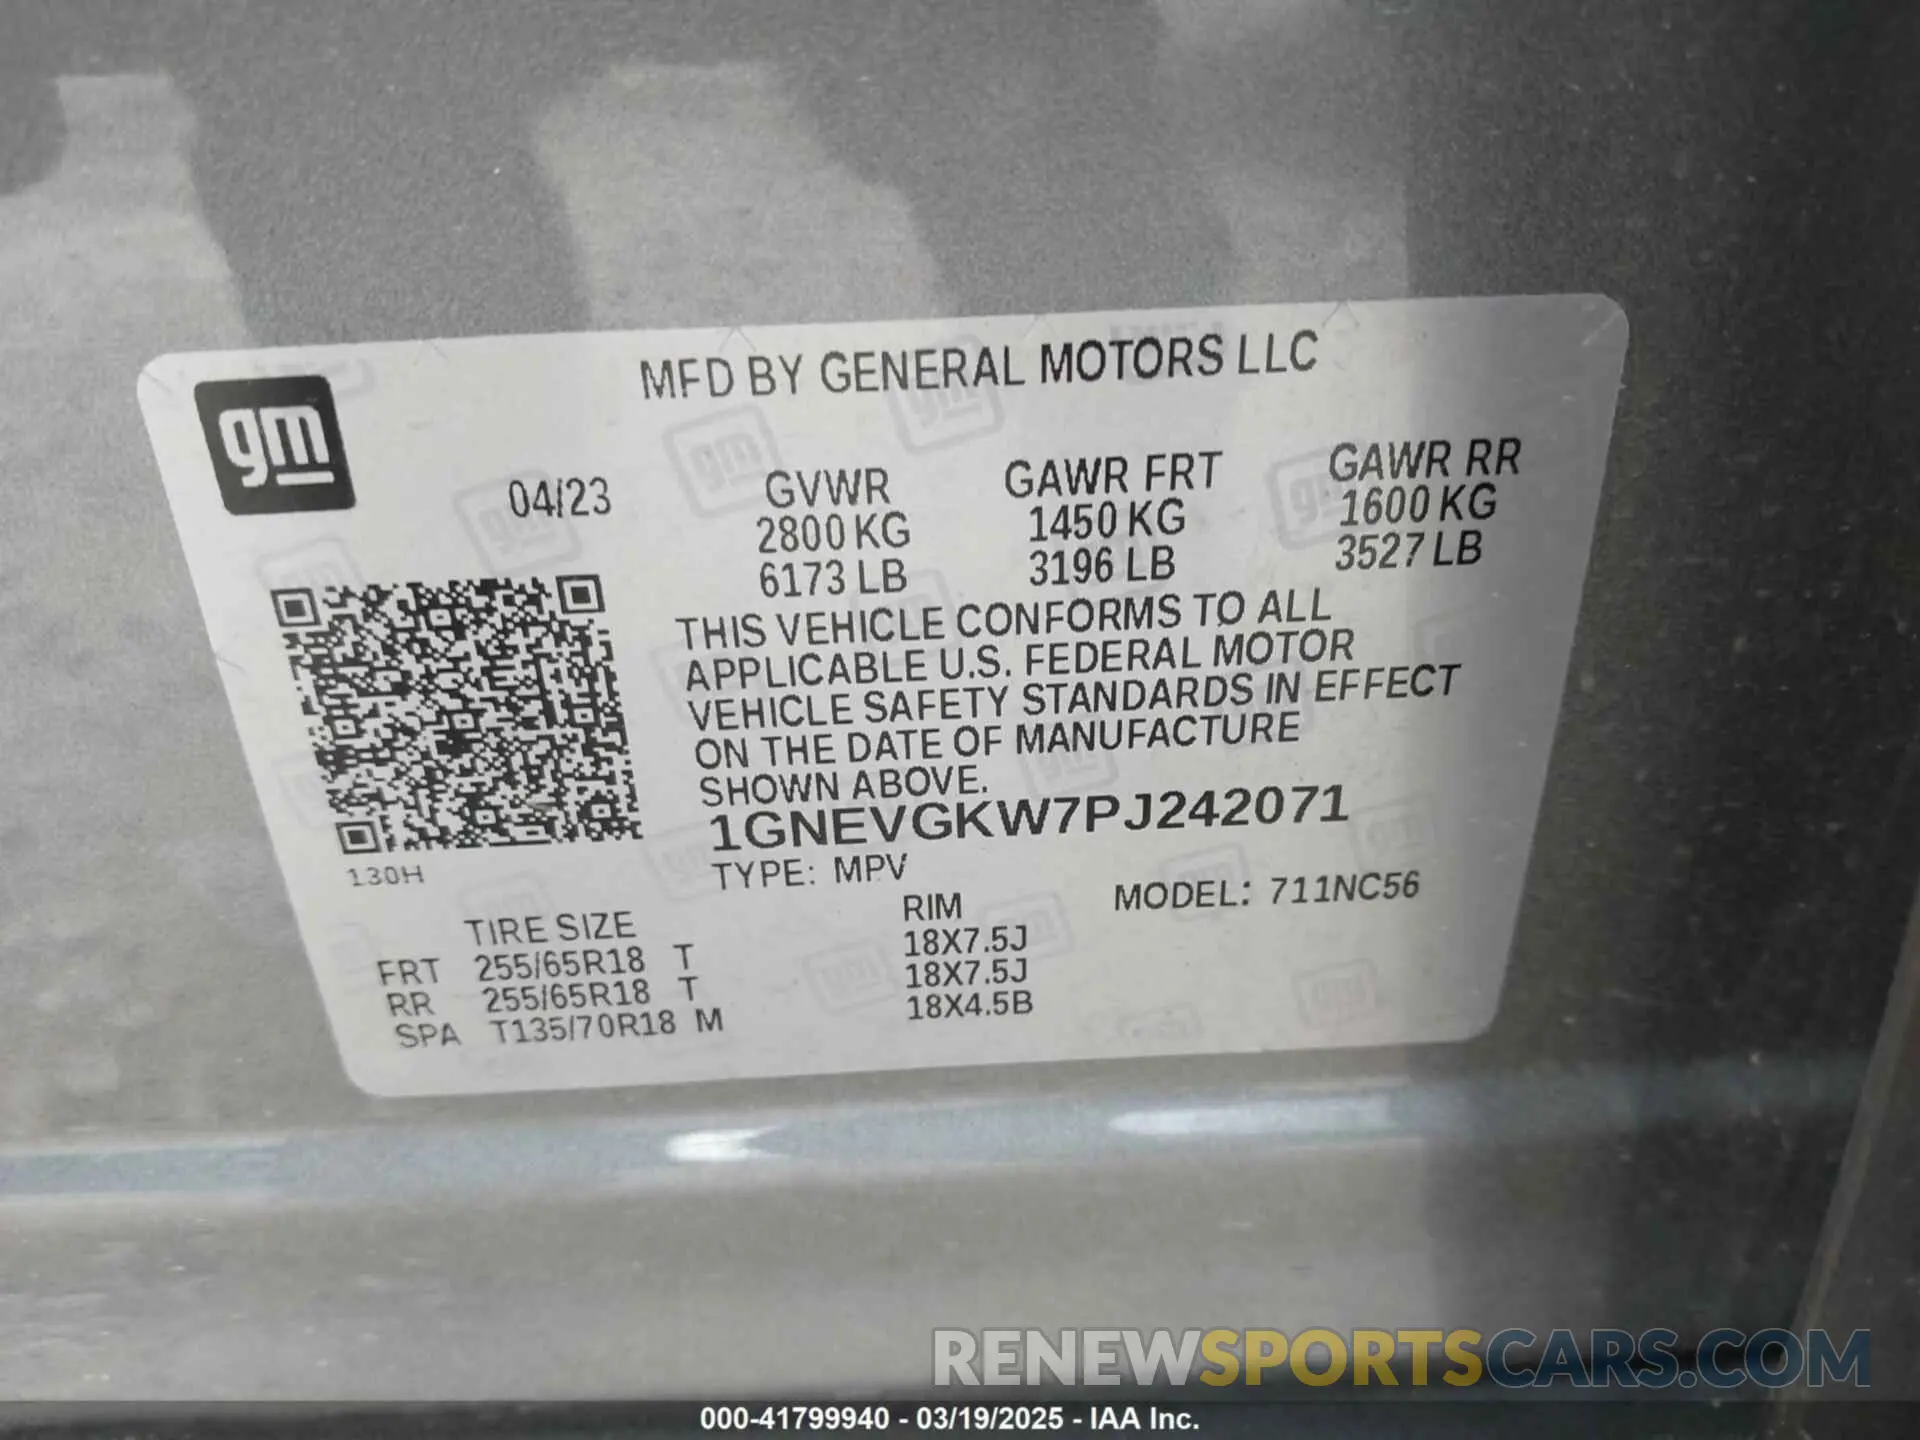 MFD BY GENERAL MOTORS LLC
gm
04/23
GVWR GAWR FRT GAWR RR
2800 KG 1450 KG 1600 KG
6173 LB 3196 LB 3527 LB
THIS VEHICLE CONFORMS TO ALL
APPLICABLE U.S. FEDERAL MOTOR
VEHICLE SAFETY STANDARDS IN EFFECT
ON THE DATE OF MANUFACTURE
SHOWN ABOVE.
1GNEVGKW7PJ242071
130H
TYPE: MPV
MODEL: 711NC56
TIRE SIZE RIM
FRT 255/65R18 T 18X7.5J
RR 255/65R18 T 18X7.5J
SPA T135/70R18 M 18X4.5B
RENEWSPORTSCARS.COM
000-41799940 - 03/19/2025 - IAA Inc.